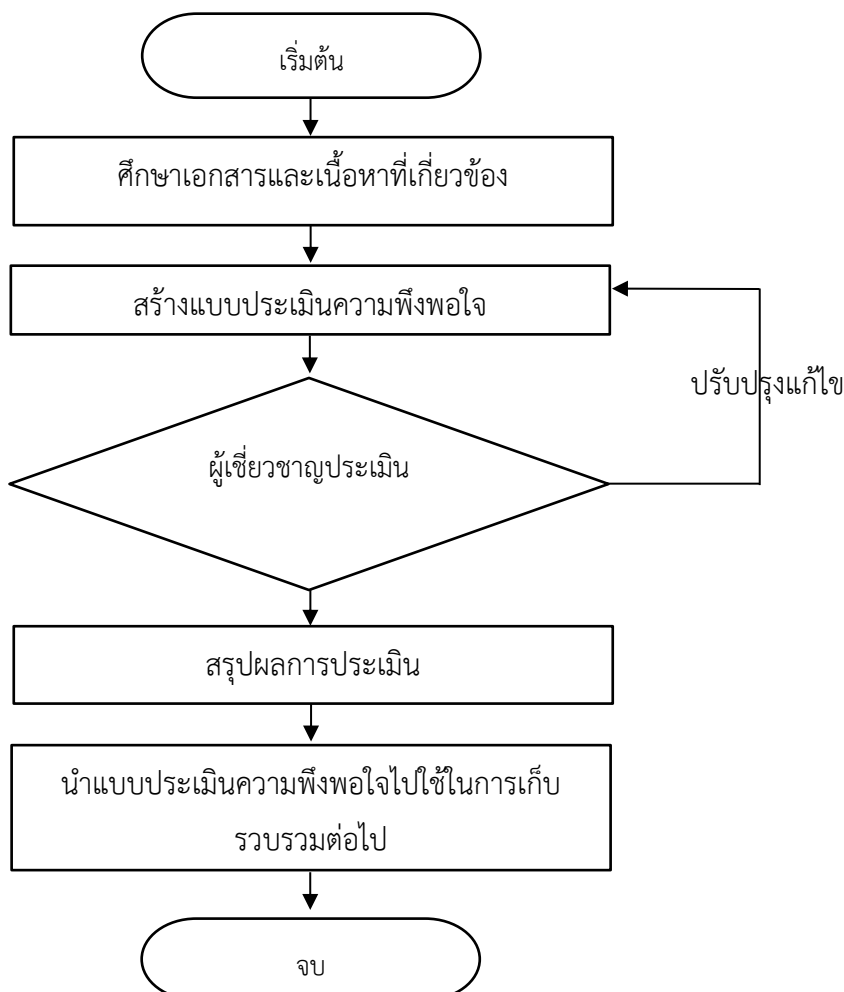 เริ่มต้น
ศึกษาเอกสารและเนื้อหาที่เกี่ยวข้อง
สร้างแบบประเมินความพึงพอใจ
ปรับปรุงแก้ไข
ผู้เชี่ยวชาญประเมิน
สรุปผลการประเมิน
นำแบบประเมินความพึงพอใจไปใช้ในการเก็บ
รวบรวมต่อไป
จบ